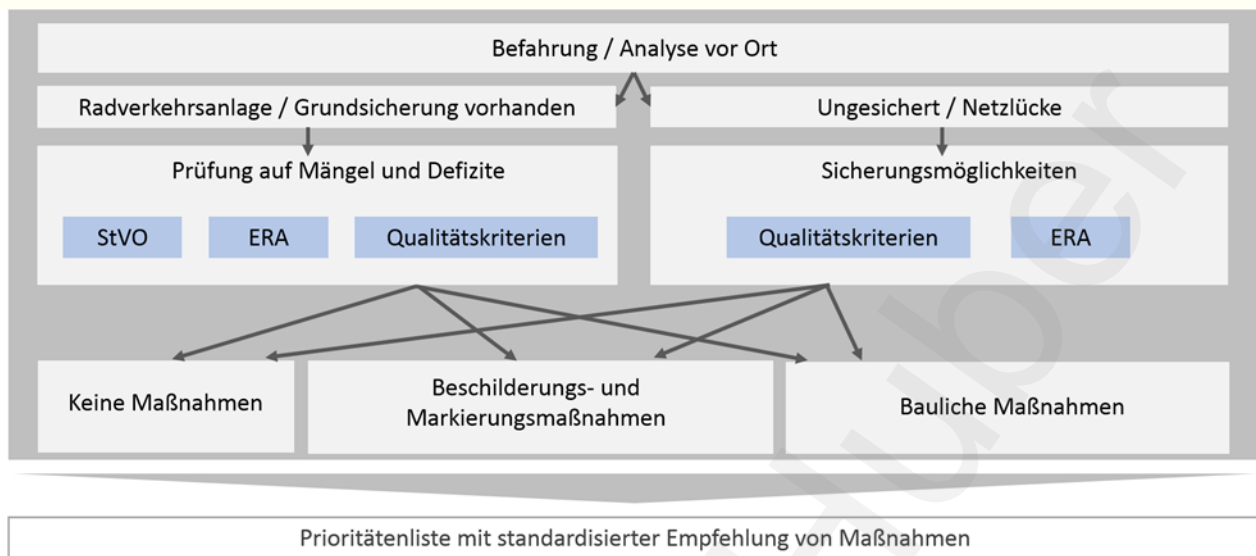 Befahrung / Analyse vor Ort
Radverkehrsanlage / Grundsicherung vorhanden
Ungesichert / Netzlücke
Prüfung auf Mängel und Defizite
Sicherungsmöglichkeiten
StVO
ERA
Qualitätskriterien
Qualitätskriterien
ERA
Keine Maßnahmen
Beschilderungs- und
Markierungsmaßnahmen
Bauliche Maßnahmen
Prioritätenliste mit standardisierter Empfehlung von Maßnahmen
Huber